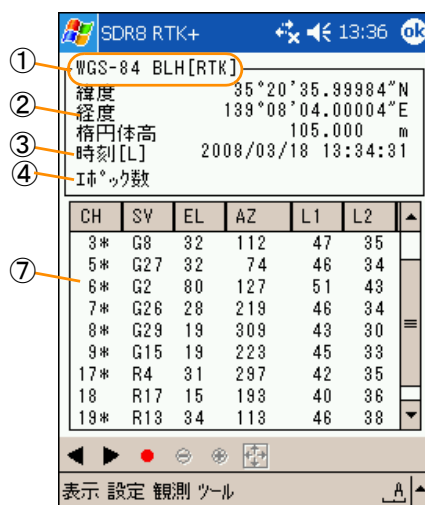 SDR8 RTK+ 13:36 ok
① WGS-84 BLH[RTK]
緯度 35°20'35.99984"N
② 経度 139°08'04.00004"E
楕円体高 105.000 m
③ 時刻[L] 2008/03/18 13:34:31
④ ｴﾎﾟｯｸ数
CH SV EL AZ L1 L2
3* G8 32 112 47 35
5* G27 32 74 46 34
⑦ 6* G2 80 127 51 43
7* G26 28 219 46 34
8* G29 19 309 43 30
9* G15 19 223 45 33
17* R4 31 297 42 35
18 R17 15 193 40 36
19* R13 34 113 46 38
表示 設定 観測 ﾂｰﾙ A